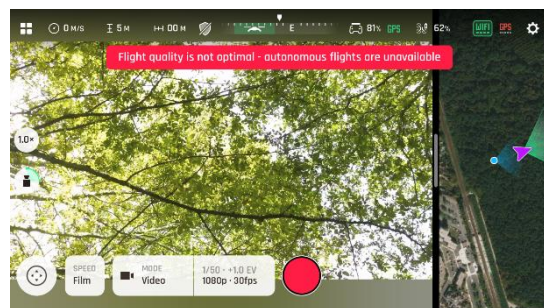 0 M/S
5 M
00 M
E
81%
GPS
62%
WIFI
GPS
Flight quality is not optimal - autonomous flights are unavailable
1.0×
SPEED
Film
MODE
Video
1/50 - +1.0 EV
1080p · 30fps